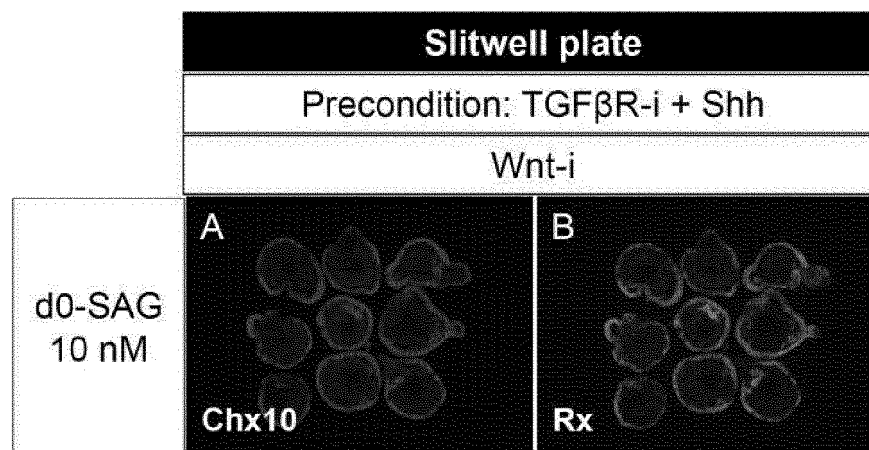 Slitwell plate
Precondition: TGFβR-i + Shh
Wnt-i
d0-SAG
10 nM
A
Chx10
B
Rx